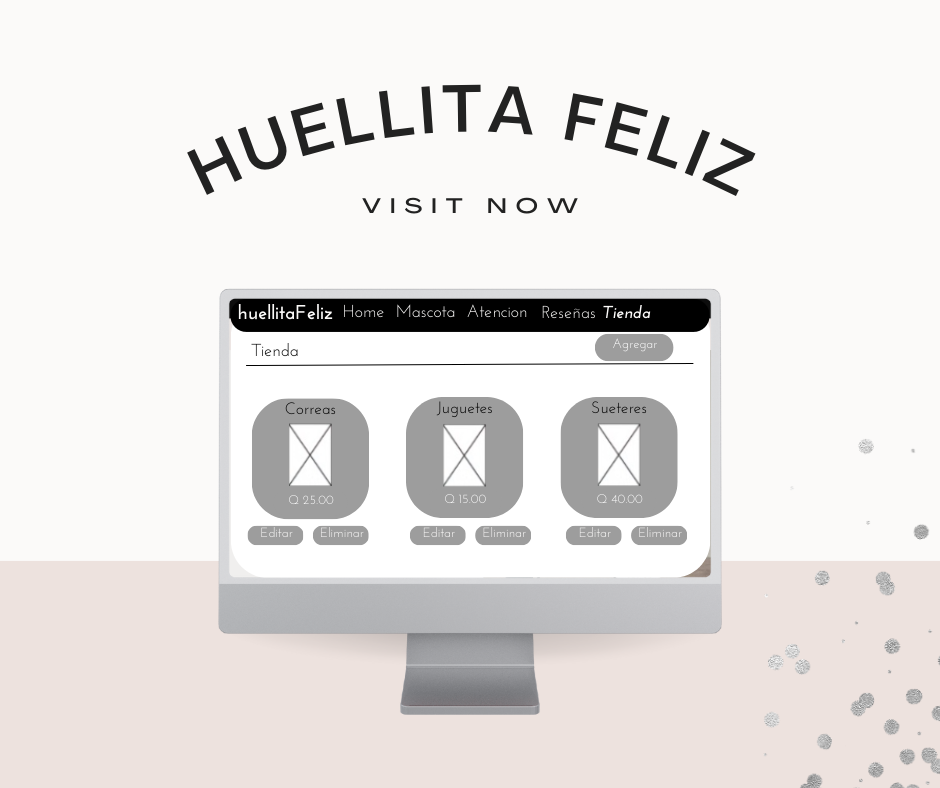 HUELLITA FELIZ
VISIT NOW
huellitaFeliz Home Mascota Atencion Reseñas Tienda
Tienda Agregar
Correas Juguetes Sueteres
Q 25.00 Q 15.00 Q 40.00
Editar Eliminar Editar Eliminar Editar Eliminar